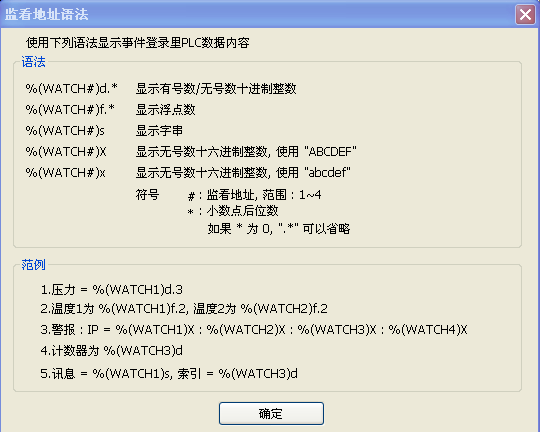 监看地址语法
使用下列语法显示事件登录里PLC数据内容
语法
%(WATCH#)d.* 显示有号数/无号数十进制整数
%(WATCH#)f.* 显示浮点数
%(WATCH#)s 显示字串
%(WATCH#)X 显示无号数十六进制整数, 使用 "ABCDEF"
%(WATCH#)x 显示无号数十六进制整数, 使用 "abcdef"
符号 # : 监看地址, 范围 : 1~4
* : 小数点后位数
如果 * 为 0, ".*" 可以省略
范例
1.压力 = %(WATCH1)d.3
2.温度1为 %(WATCH1)f.2, 温度2为 %(WATCH2)f.2
3.警报 : IP = %(WATCH1)X : %(WATCH2)X : %(WATCH3)X : %(WATCH4)X
4.计数器为 %(WATCH3)d
5.讯息 = %(WATCH1)s, 索引 = %(WATCH3)d
确定